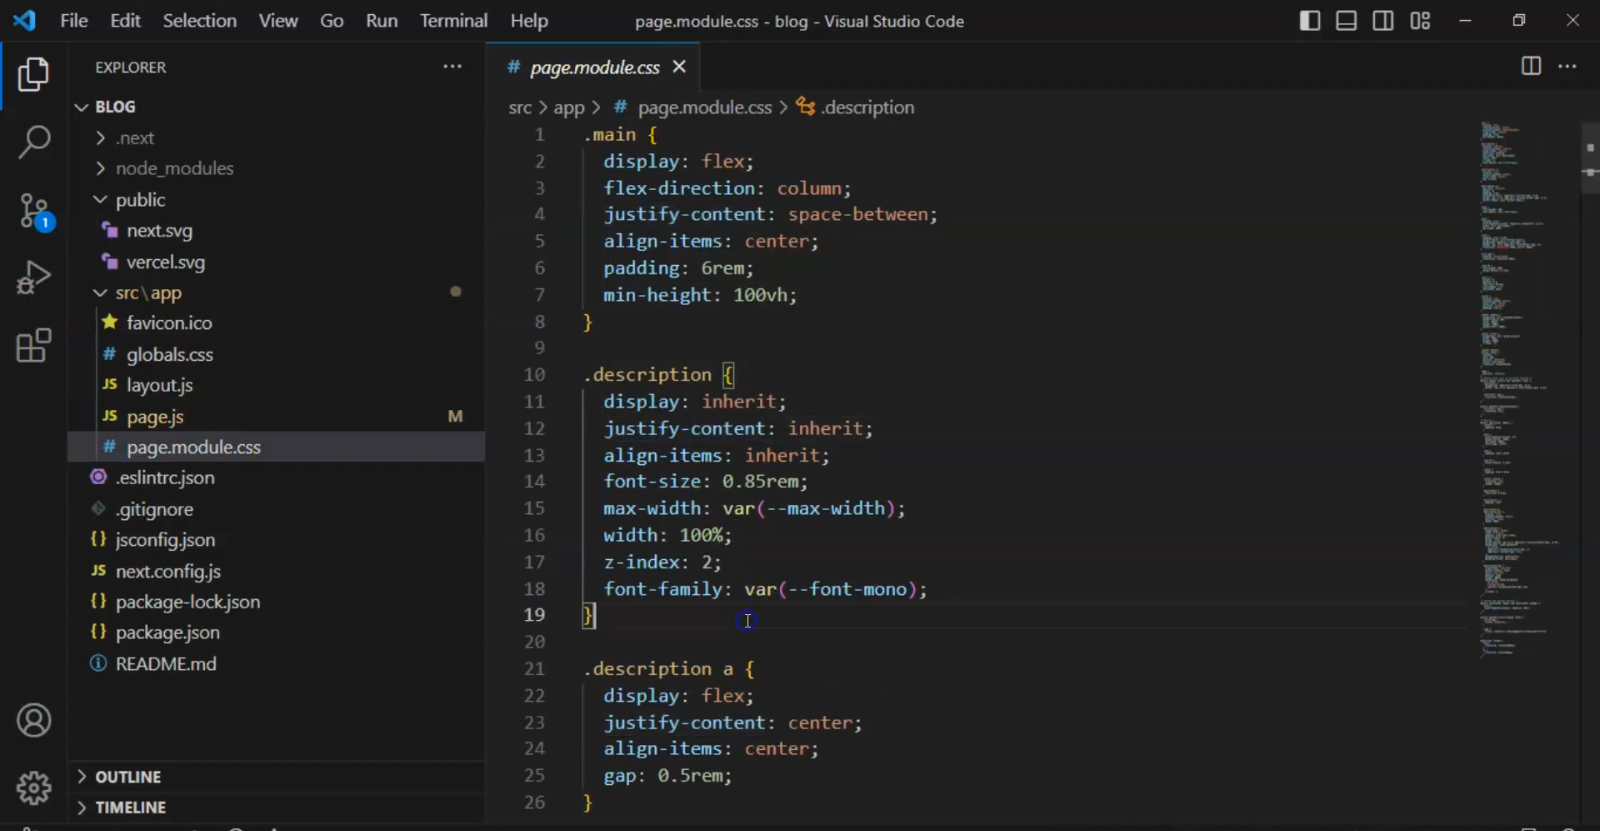 File Edit Selection View Go Run Terminal Help page.module.css - blog - Visual Studio Code
EXPLORER
BLOG
.next
node_modules
public
next.svg
vercel.svg
src\app
favicon.ico
# globals.css
JS layout.js
JS page.js M
# page.module.css
.eslintrc.json
.gitignore
{} jsconfig.json
JS next.config.js
{} package-lock.json
{} package.json
README.md
OUTLINE
TIMELINE
1
# page.module.css
src > app > # page.module.css > .description
1 .main {
2 display: flex;
3 flex-direction: column;
4 justify-content: space-between;
5 align-items: center;
6 padding: 6rem;
7 min-height: 100vh;
8 }
9
10 .description {
11 display: inherit;
12 justify-content: inherit;
13 align-items: inherit;
14 font-size: 0.85rem;
15 max-width: var(--max-width);
16 width: 100%;
17 z-index: 2;
18 font-family: var(--font-mono);
19 }
20
21 .description a {
22 display: flex;
23 justify-content: center;
24 align-items: center;
25 gap: 0.5rem;
26 }